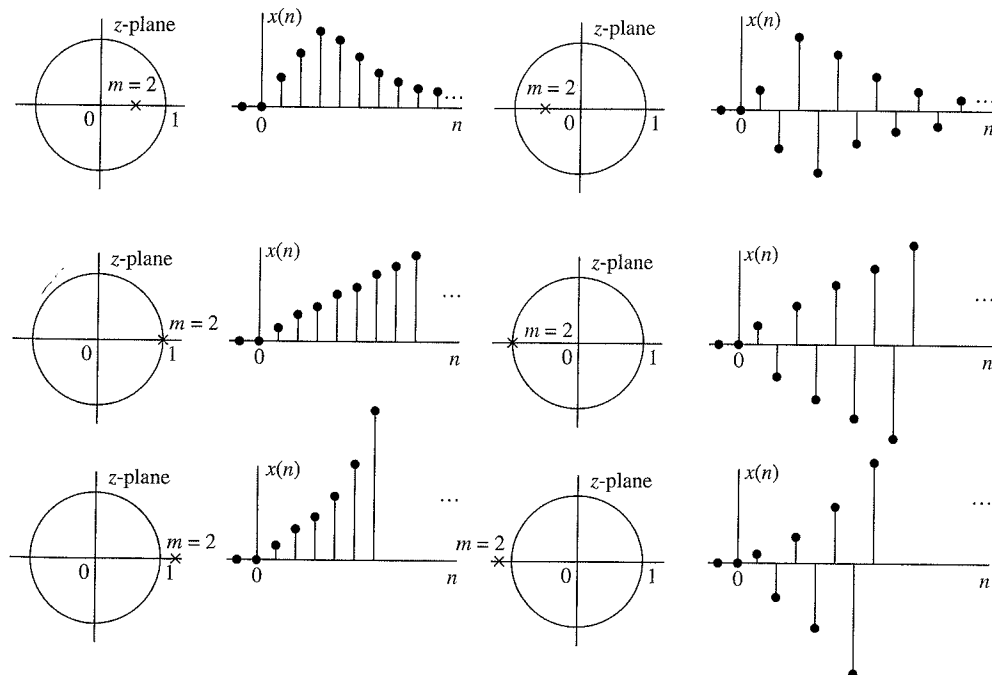 z-plane
m = 2
0
1
x(n)
0
n
...
z-plane
m = 2
0
1
x(n)
0
n
...
z-plane
m = 2
0
1
x(n)
0
n
...
z-plane
m = 2
0
1
x(n)
0
n
...
z-plane
m = 2
0
1
x(n)
0
n
...
z-plane
m = 2
0
1
x(n)
0
n
...